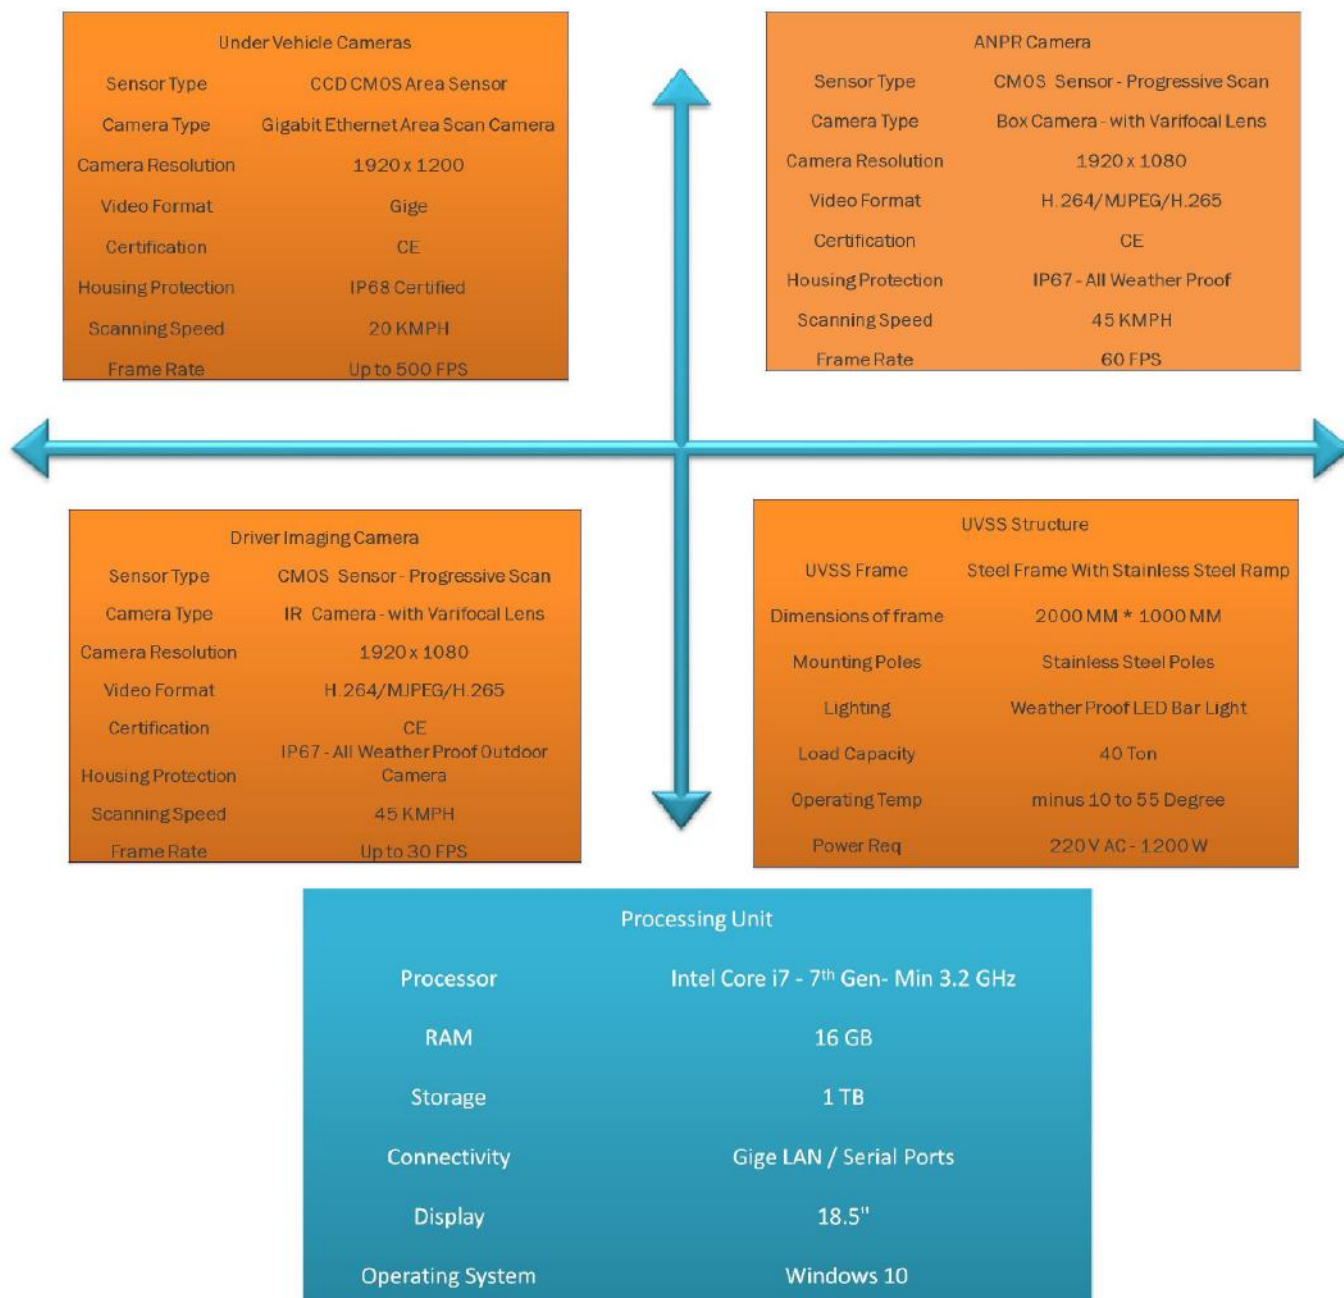 Under Vehicle Cameras
Sensor Type CCD CMOS Area Sensor
Camera Type Gigabit Ethernet Area Scan Camera
Camera Resolution 1920 x 1200
Video Format Gige
Certification CE
Housing Protection IP68 Certified
Scanning Speed 20 KMPH
Frame Rate Up to 500 FPS
ANPR Camera
Sensor Type CMOS Sensor - Progressive Scan
Camera Type Box Camera - with Varifocal Lens
Camera Resolution 1920 x 1080
Video Format H.264/MJPEG/H.265
Certification CE
Housing Protection IP67 - All Weather Proof
Scanning Speed 45 KMPH
Frame Rate 60 FPS
Driver Imaging Camera
Sensor Type CMOS Sensor - Progressive Scan
Camera Type IR Camera - with Varifocal Lens
Camera Resolution 1920 x 1080
Video Format H.264/MJPEG/H.265
Certification CE
Housing Protection IP67 - All Weather Proof Outdoor
Camera
Scanning Speed 45 KMPH
Frame Rate Up to 30 FPS
UVSS Structure
UVSS Frame Steel Frame With Stainless Steel Ramp
Dimensions of frame 2000 MM * 1000 MM
Mounting Poles Stainless Steel Poles
Lighting Weather Proof LED Bar Light
Load Capacity 40 Ton
Operating Temp minus 10 to 55 Degree
Power Req 220 V AC - 1200 W
Processing Unit
Processor Intel Core i7 - 7th Gen- Min 3.2 GHz
RAM 16 GB
Storage 1 TB
Connectivity Gige LAN / Serial Ports
Display 18.5"
Operating System Windows 10